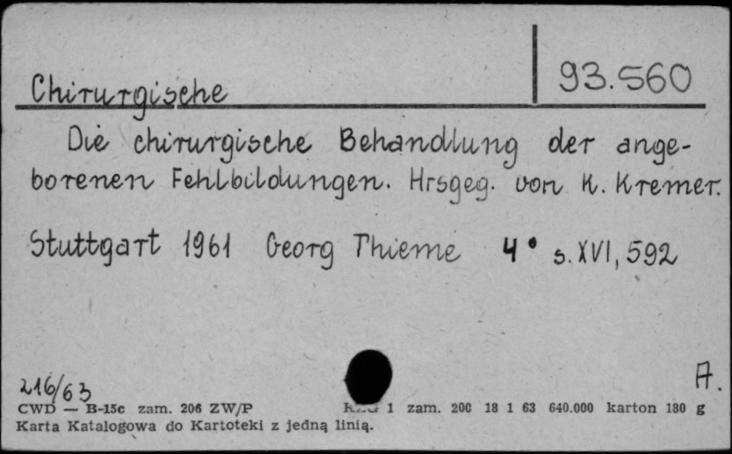 93.560
Chirurgische
Die chirurgische Behandlung der ange-
borenen Fehlbildungen. Hrsgeg. von K. Kremer.
Stuttgart 1961 Georg Thieme 4° s. XVI, 592
216/63
A.
CWD — B-15c zam. 206 ZW/P 1 zam. 200 18 1 63 640.000 karton 180 g
Karta Katalogowa do Kartoteki z jedną linią.